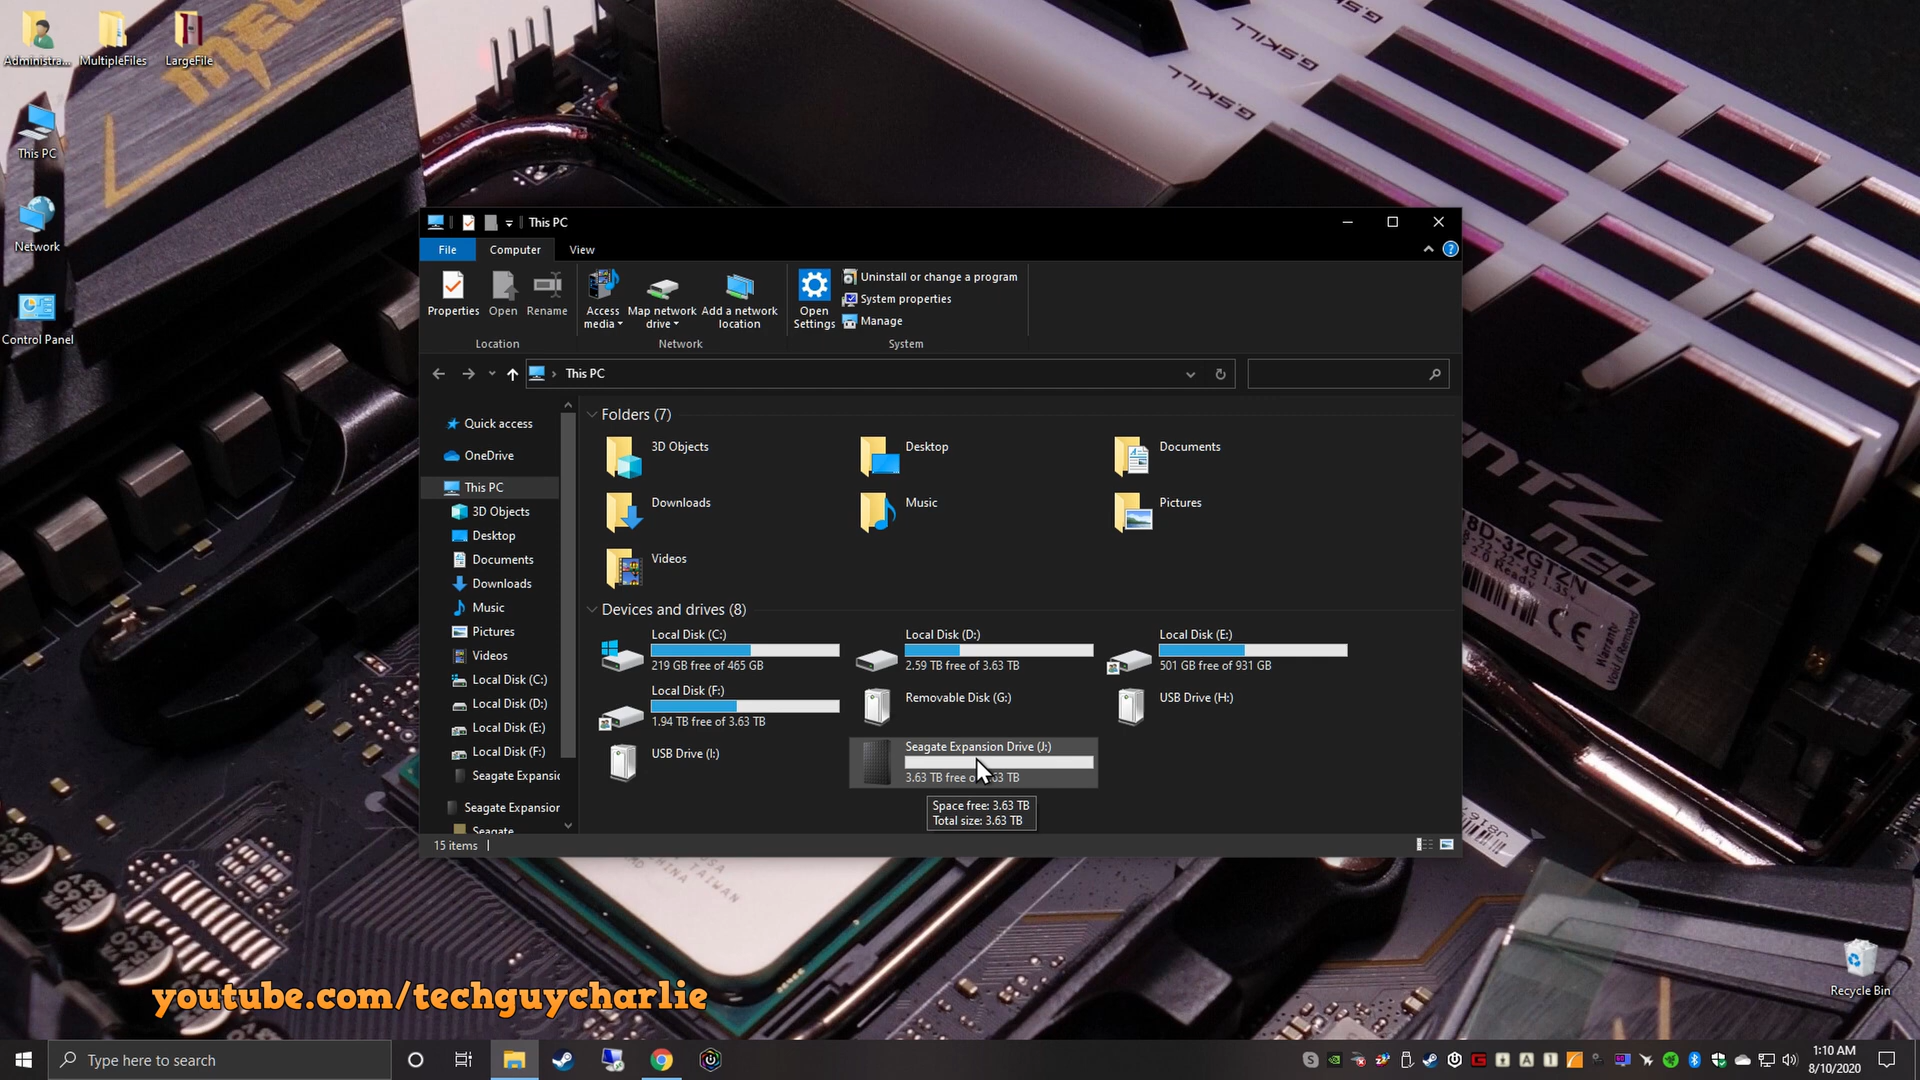 Administra...
MultipleFiles
LargeFile
This PC
Network
Control Panel
G.SKILL
G.SKILL
G.SKILL
This PC
File
Computer
View
Properties
Open
Rename
Access media
Map network drive
Add a network location
Open Settings
Uninstall or change a program
System properties
Manage
Location
Network
System
This PC
Quick access
OneDrive
This PC
3D Objects
Desktop
Documents
Downloads
Music
Pictures
Videos
Local Disk (C:)
Local Disk (D:)
Local Disk (E:)
Local Disk (F:)
Seagate Expansic
Seagate Expansior
Seagate
Folders (7)
3D Objects
Desktop
Documents
Downloads
Music
Pictures
Videos
Devices and drives (8)
Local Disk (C:)
219 GB free of 465 GB
Local Disk (D:)
2.59 TB free of 3.63 TB
Local Disk (E:)
501 GB free of 931 GB
Local Disk (F:)
1.94 TB free of 3.63 TB
Removable Disk (G:)
USB Drive (H:)
USB Drive (I:)
Seagate Expansion Drive (J:)
3.63 TB free o 63 TB
Space free: 3.63 TB
Total size: 3.63 TB
15 items
NEO
youtube.com/techguycharlie
Recycle Bin
Type here to search
1:10 AM
8/10/2020